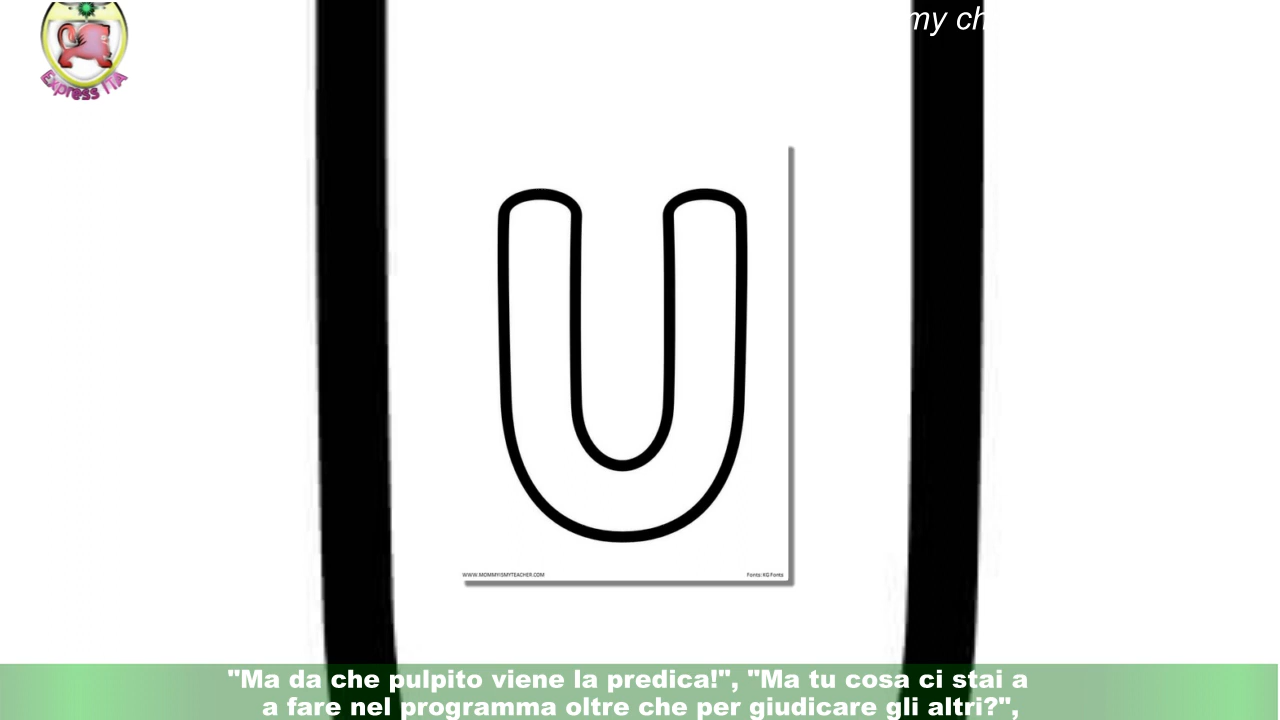 my ch
Express ITA
U
WWW.MOMMYISMYTEACHER.COM
Fonts: KG Fonts
"Ma da che pulpito viene la predica!", "Ma tu cosa ci stai a
a fare nel programma oltre che per giudicare gli altri?",